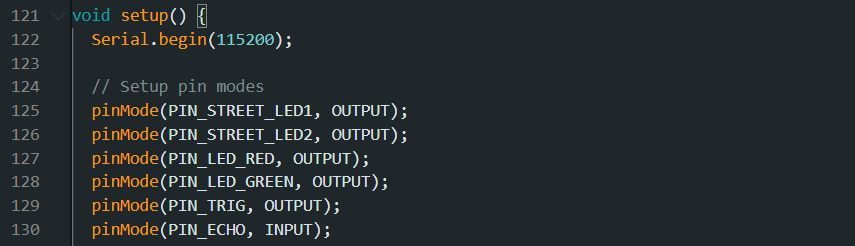 121 void setup() {
122 Serial.begin(115200);
123
124 // Setup pin modes
125 pinMode(PIN_STREET_LED1, OUTPUT);
126 pinMode(PIN_STREET_LED2, OUTPUT);
127 pinMode(PIN_LED_RED, OUTPUT);
128 pinMode(PIN_LED_GREEN, OUTPUT);
129 pinMode(PIN_TRIG, OUTPUT);
130 pinMode(PIN_ECHO, INPUT);